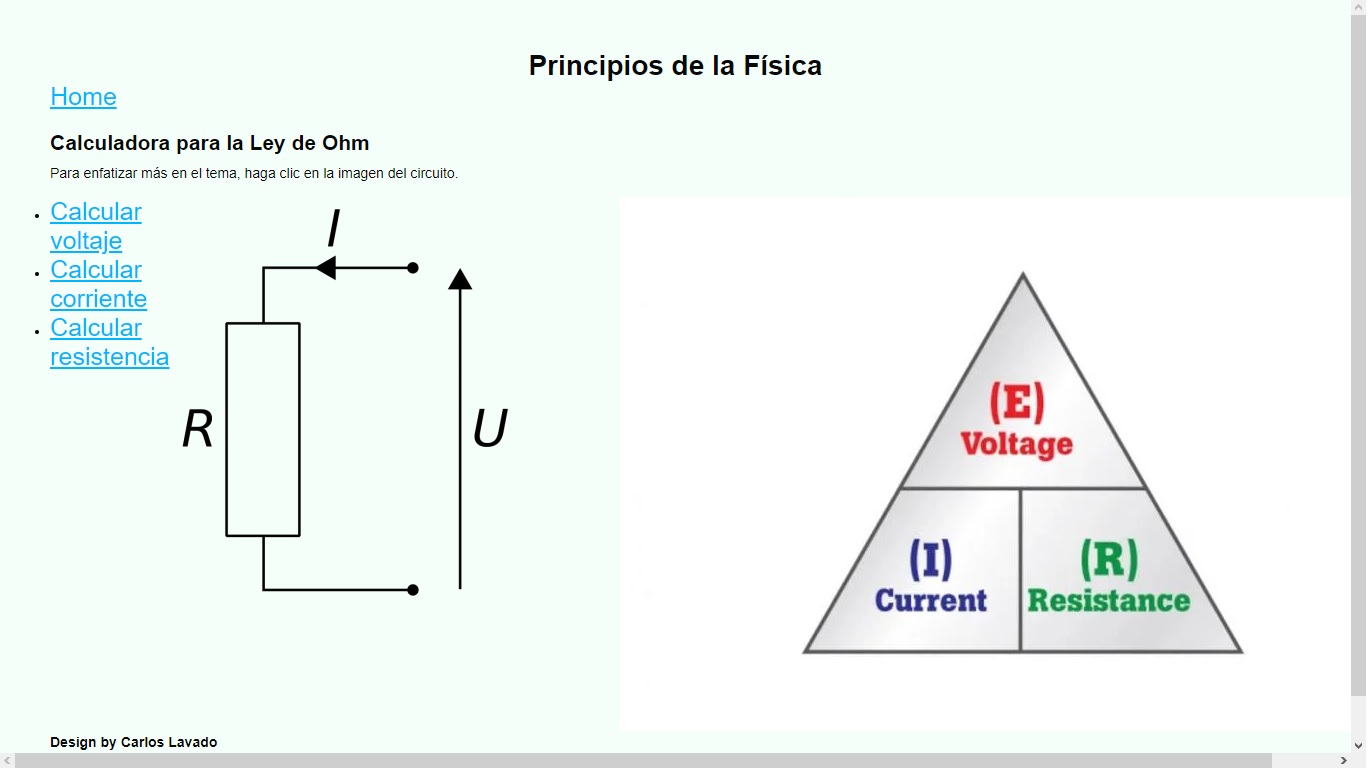 Principios de la Física
Home
Calculadora para la Ley de Ohm
Para enfatizar más en el tema, haga clic en la imagen del circuito.
Calcular
voltaje
Calcular
corriente
Calcular
resistencia
I
R
U
(E)
Voltage
(I)
Current
(R)
Resistance
Design by Carlos Lavado